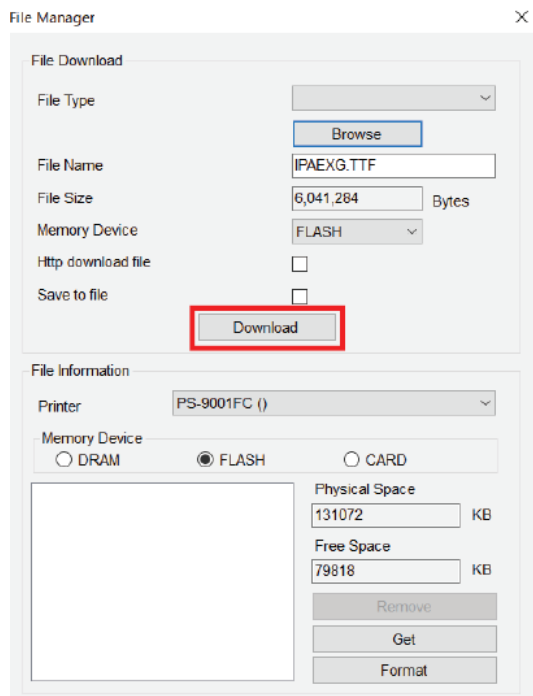 File Manager
File Download
File Type
Browse
File Name IPAEXG.TTF
File Size 6,041,284 Bytes
Memory Device FLASH
Http download file
Save to file
Download
File Information
Printer PS-9001FC ()
Memory Device
DRAM FLASH CARD
Physical Space
131072 KB
Free Space
79818 KB
Remove
Get
Format